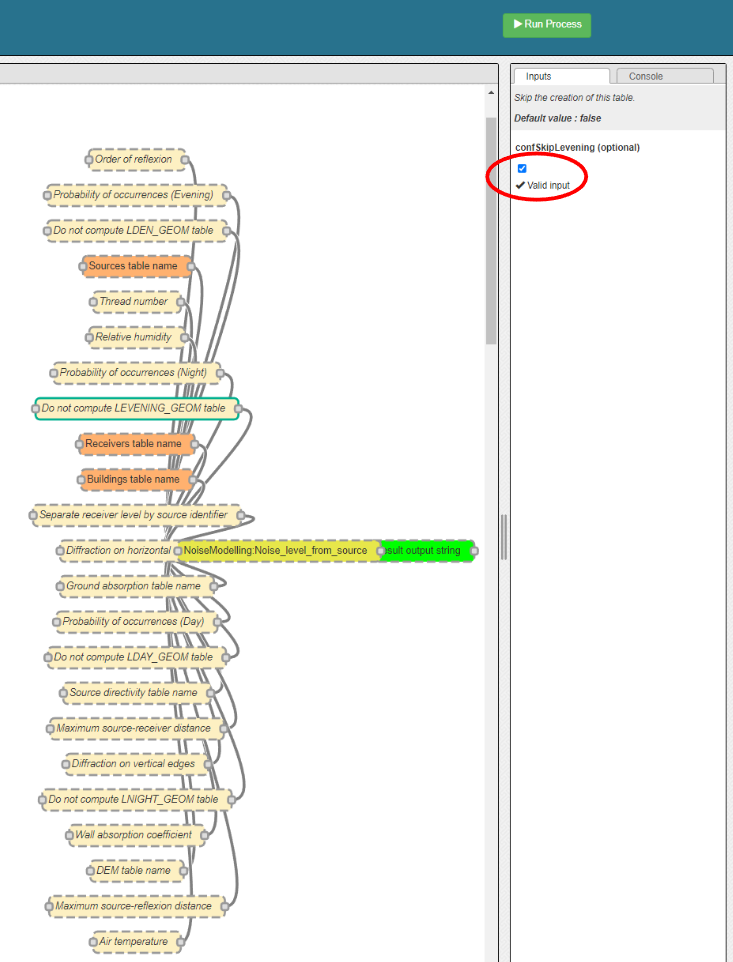 Run Process
Inputs
Console
Skip the creation of this table.
Default value : false
confSkipLevening (optional)
Valid input
Order of reflexion
Probability of occurrences (Evening)
Do not compute LDEN_GEOM table
Sources table name
Thread number
Relative humidity
Probability of occurrences (Night)
Do not compute LEVENING_GEOM table
Receivers table name
Buildings table name
Separate receiver level by source identifier
Diffraction on horizontal
NoiseModelling:Noise_level_from_source
esult output string
Ground absorption table name
Probability of occurrences (Day)
Do not compute LDAY_GEOM table
Source directivity table name
Maximum source-receiver distance
Diffraction on vertical edges
Do not compute LNIGHT_GEOM table
Wall absorption coefficient
DEM table name
Maximum source-reflexion distance
Air temperature